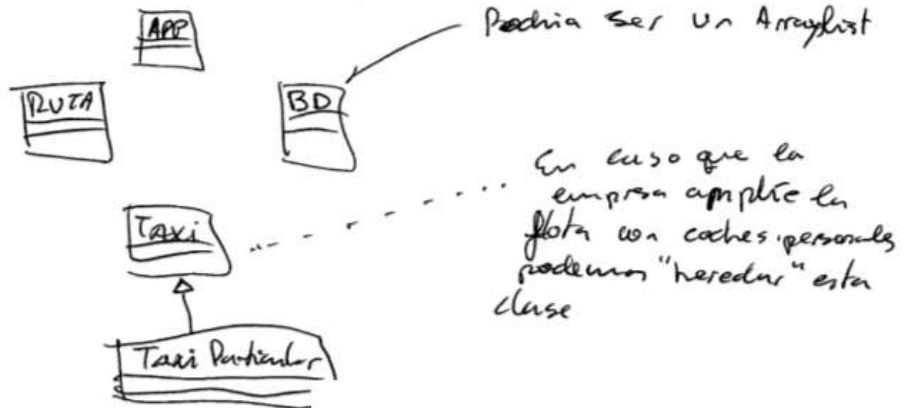 APP
Podria ser un Arraylist
RUTA
BD
En caso que la
empresa amplie la
flota con coches personales
podemos "heredar" esta
clase
Taxi
Taxi Particular